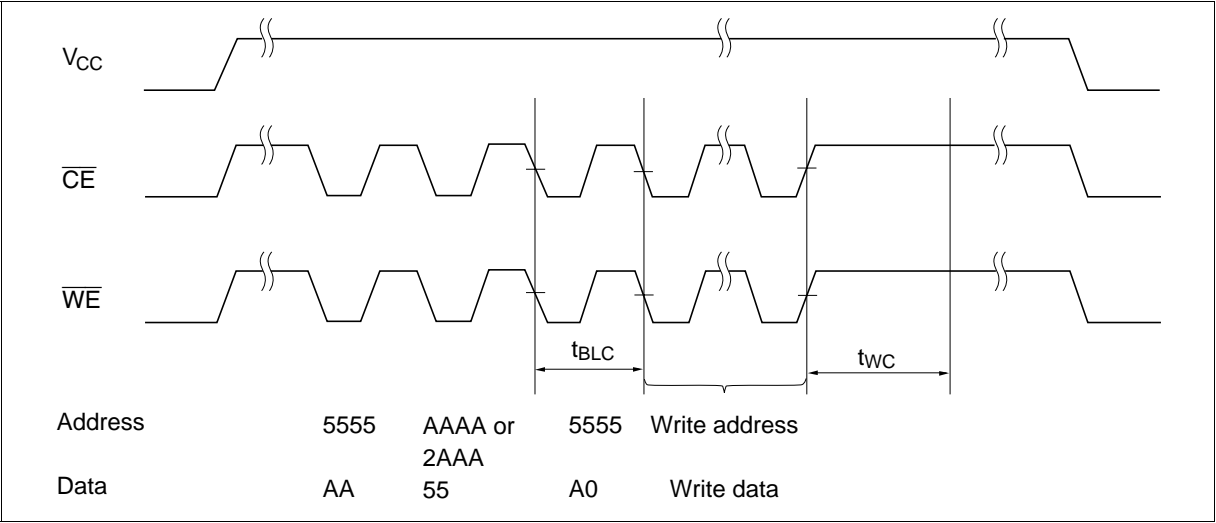 VCC
CE
WE
tBLC
tWC
Address 5555 AAAA or 5555 Write address
2AAA
Data AA 55 A0 Write data